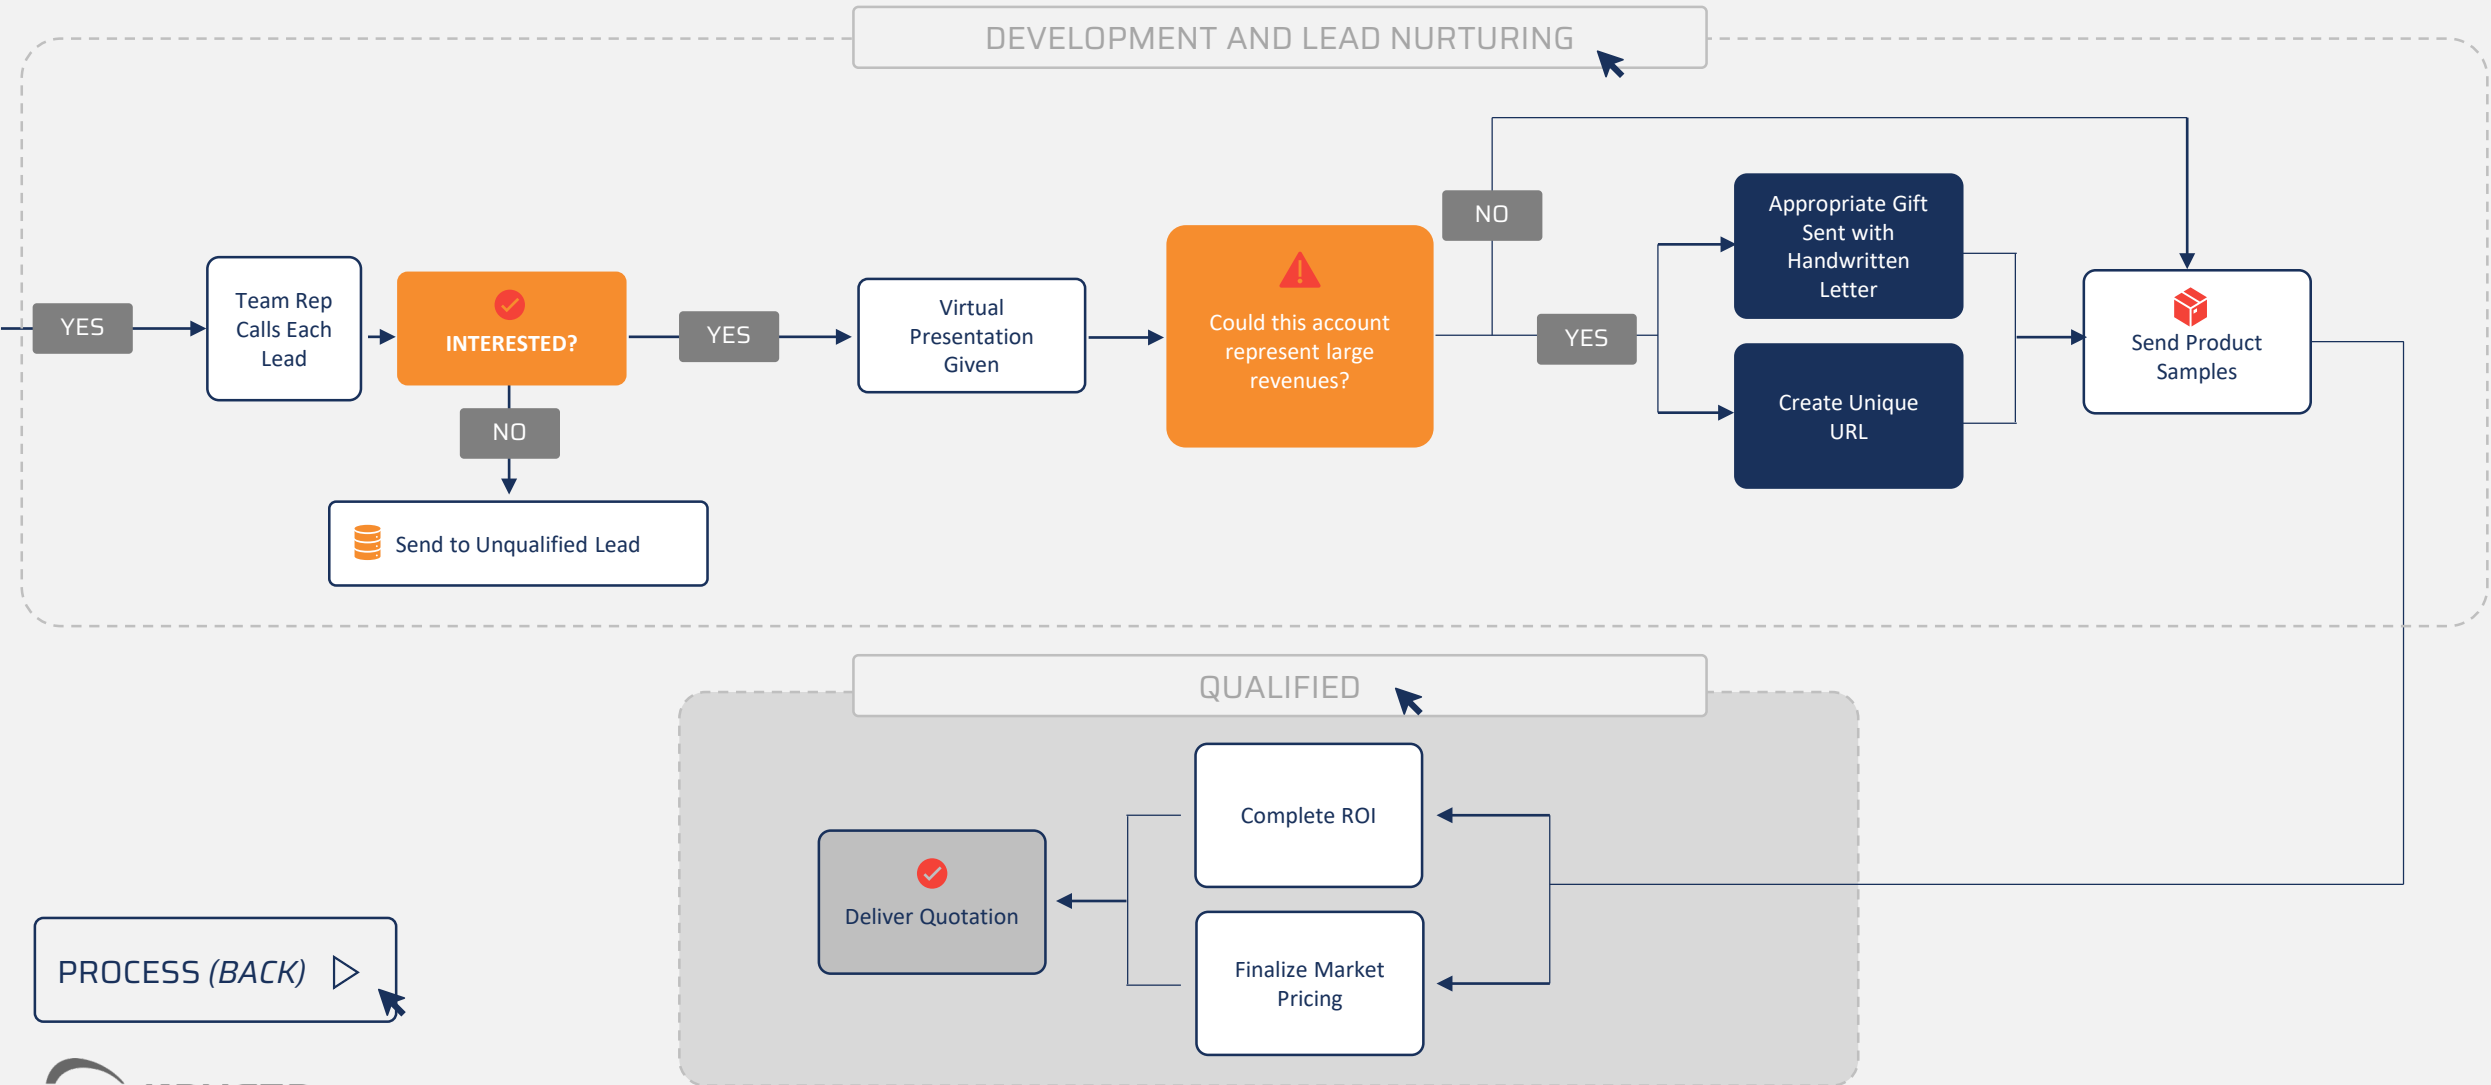 DEVELOPMENT AND LEAD NURTURING
YES
Team Rep
Calls Each
Lead
INTERESTED?
YES
NO
Send to Unqualified Lead
Virtual
Presentation
Given
Could this account
represent large
revenues?
NO
YES
Appropriate Gift
Sent with
Handwritten
Letter
Create Unique
URL
Send Product
Samples
QUALIFIED
Complete ROI
Finalize Market
Pricing
Deliver Quotation
PROCESS (BACK)